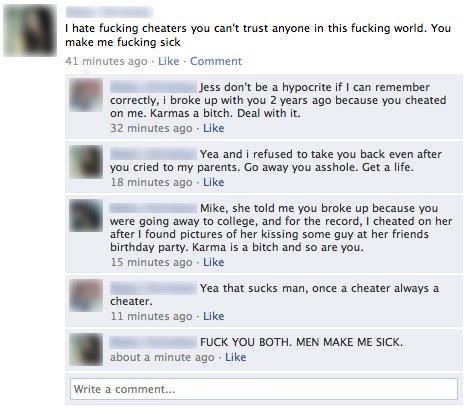 I hate fucking cheaters you can't trust anyone in this fucking world. You
make me fucking sick
41 minutes ago · Like · Comment
Jess don't be a hypocrite if I can remember
correctly, i broke up with you 2 years ago because you cheated
on me. Karmas a bitch. Deal with it.
32 minutes ago · Like
Yea and i refused to take you back even after
you cried to my parents. Go away you asshole. Get a life.
18 minutes ago · Like
Mike, she told me you broke up because you
were going away to college, and for the record, I cheated on her
after I found pictures of her kissing some guy at her friends
birthday party. Karma is a bitch and so are you.
15 minutes ago · Like
Yea that sucks man, once a cheater always a
cheater.
11 minutes ago · Like
FUCK YOU BOTH. MEN MAKE ME SICK.
about a minute ago · Like
Write a comment...